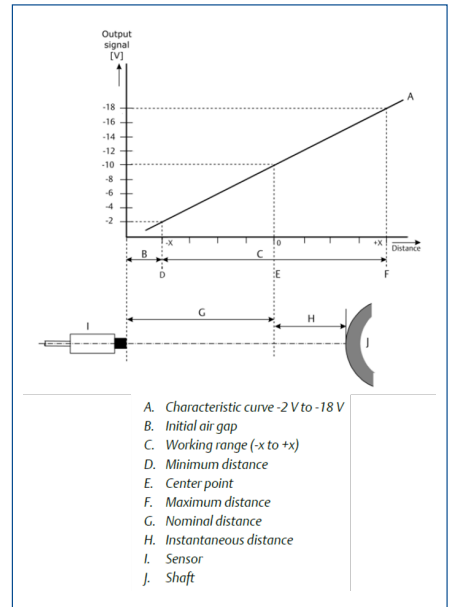 Output
signal
[V]
A
-18
-16
-14
-12
-10
-8
-6
-4
-2
-X
0
+X
Distance
B
C
D
E
F
G
H
I
J
A. Characteristic curve -2 V to -18 V
B. Initial air gap
C. Working range (-x to +x)
D. Minimum distance
E. Center point
F. Maximum distance
G. Nominal distance
H. Instantaneous distance
I. Sensor
J. Shaft